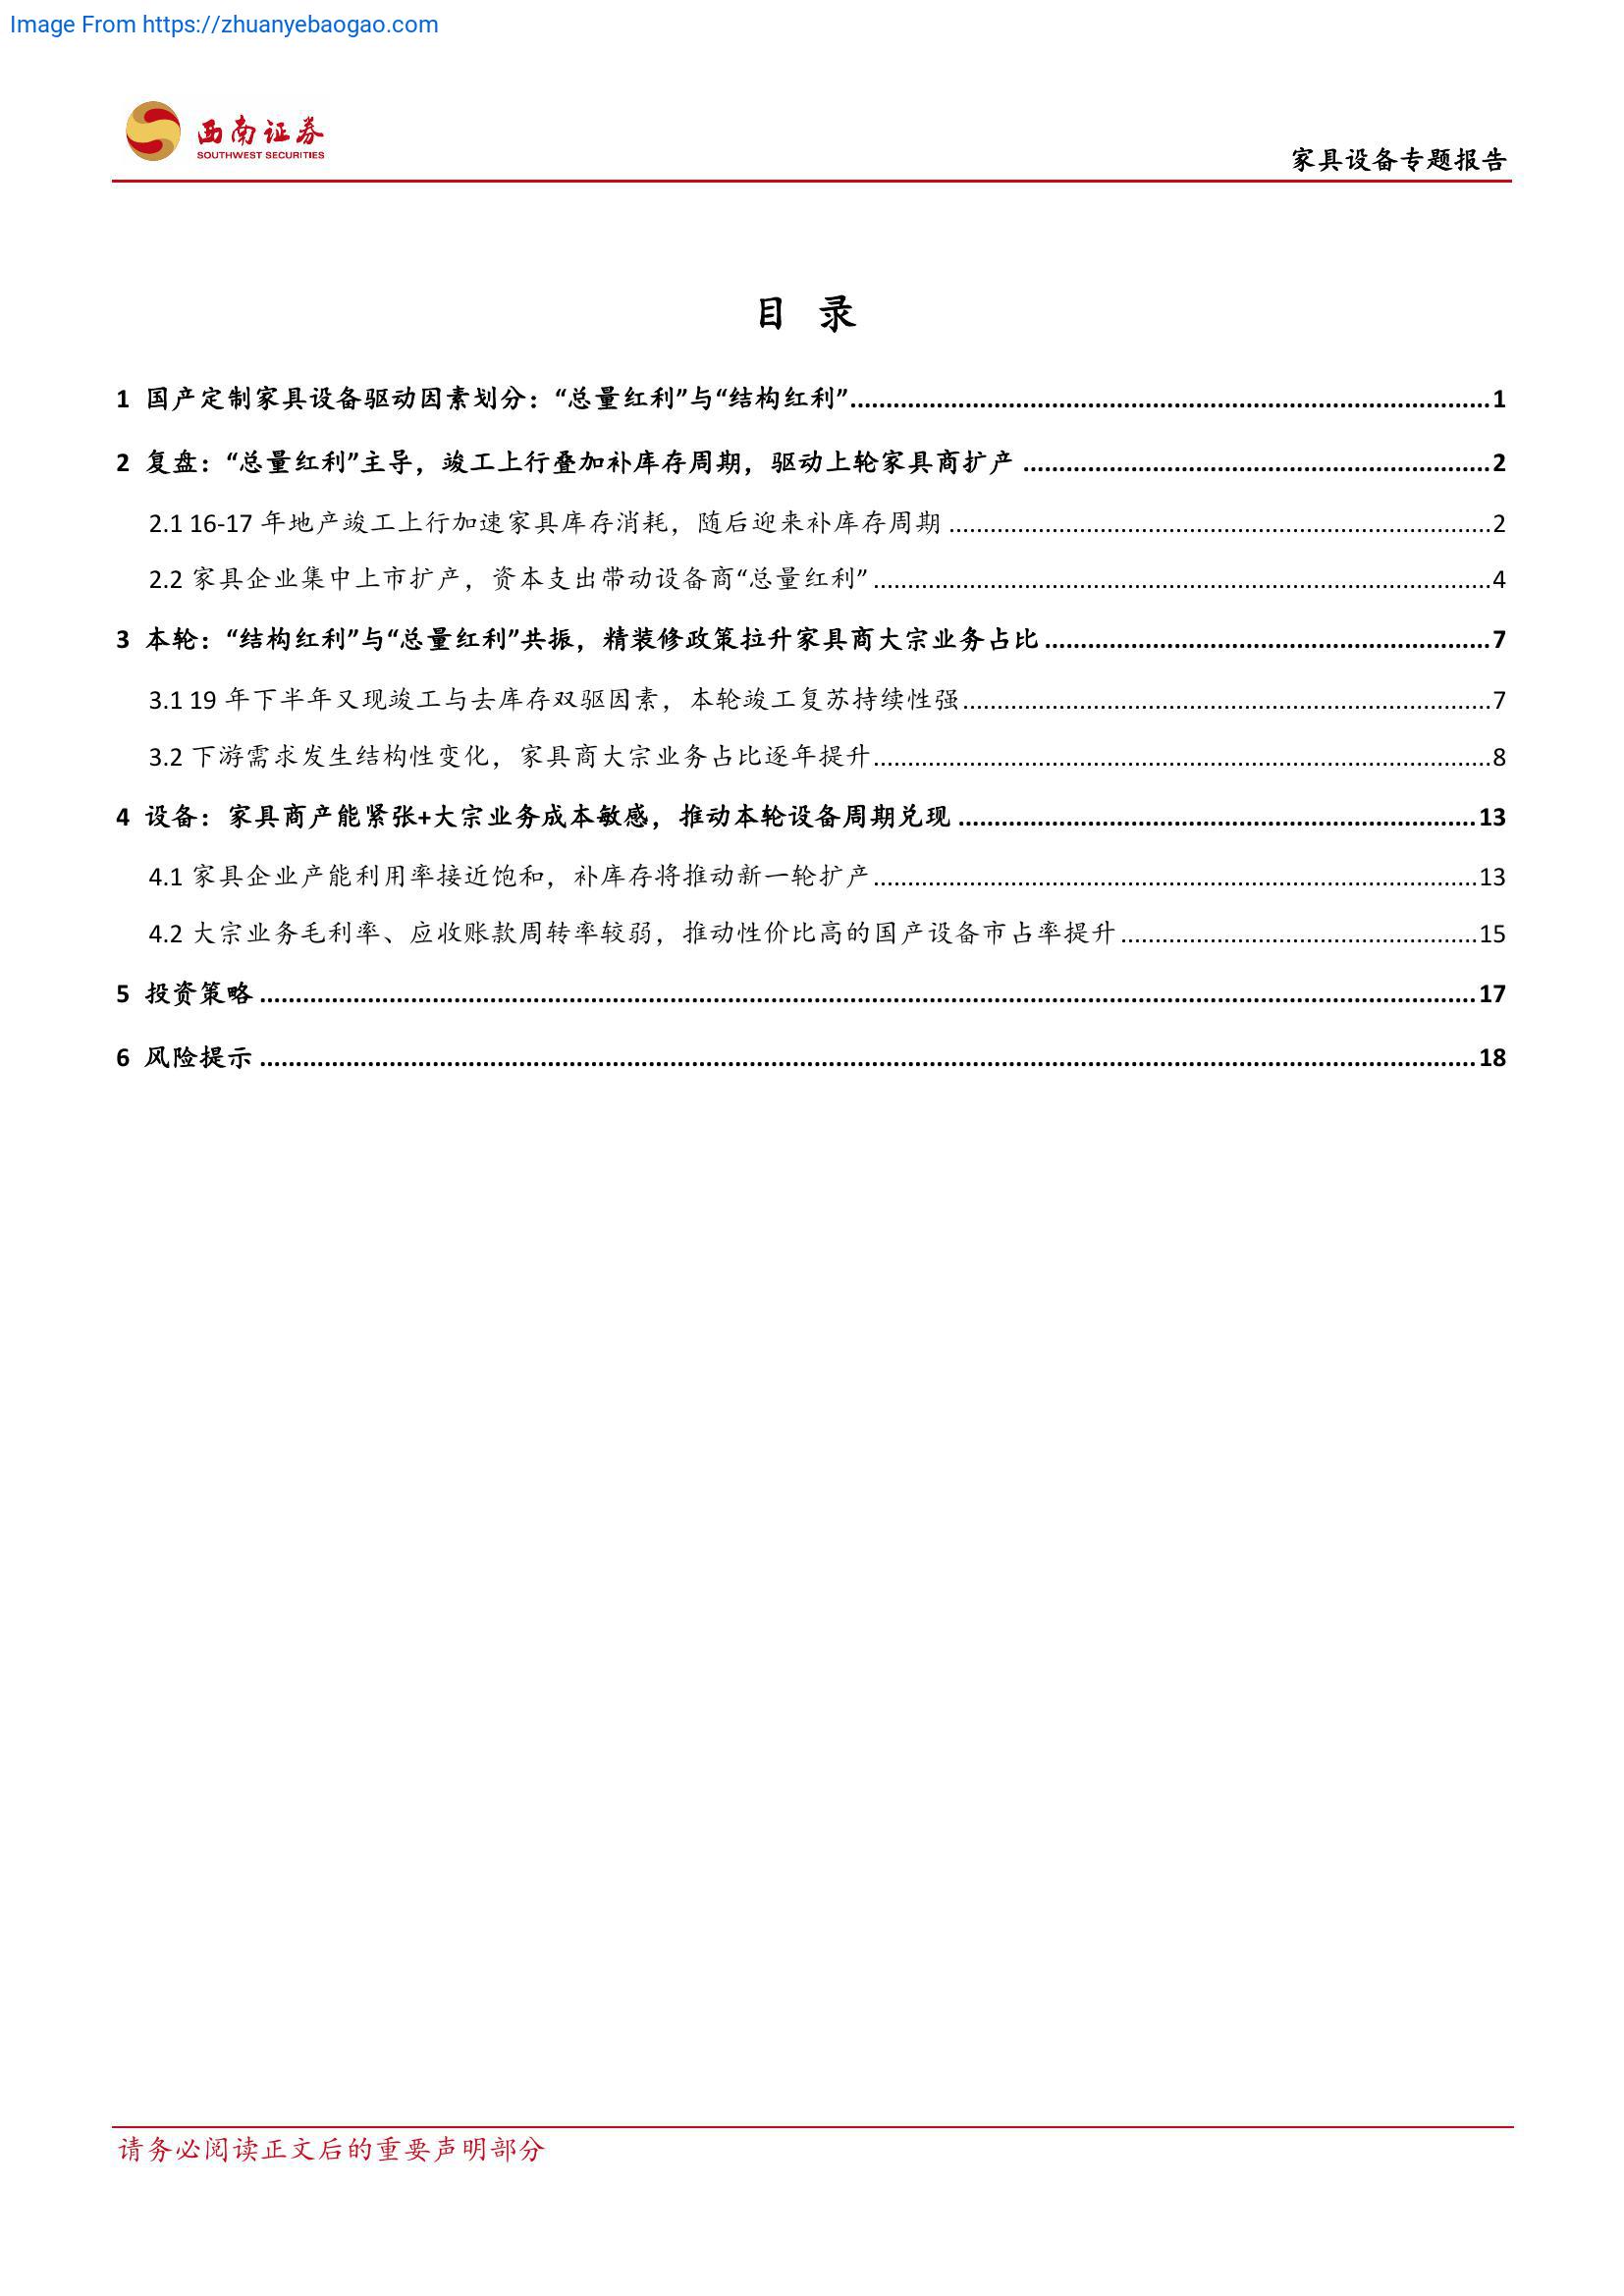 Image From https://zhuanyebaogao.com
西南证券
SOUTHWEST SECURITIES
家具设备专题报告
目 录
1 国产定制家具设备驱动因素划分：“总量红利”与“结构红利”........................................1
2 复盘：“总量红利”主导，竣工上行叠加补库存周期，驱动上轮家具商扩产........................................2
2.1 16-17 年地产竣工上行加速家具库存消耗，随后迎来补库存周期........................................2
2.2 家具企业集中上市扩产，资本支出带动设备商“总量红利”........................................4
3 本轮：“结构红利”与“总量红利”共振，精装修政策拉升家具商大宗业务占比........................................7
3.1 19 年下半年又现竣工与去库存双驱因素，本轮竣工复苏持续性强........................................7
3.2 下游需求发生结构性变化，家具商大宗业务占比逐年提升........................................8
4 设备：家具商产能紧张+大宗业务成本敏感，推动本轮设备周期兑现........................................13
4.1 家具企业产能利用率接近饱和，补库存将推动新一轮扩产........................................13
4.2 大宗业务毛利率、应收账款周转率较弱，推动性价比高的国产设备市占率提升........................................15
5 投资策略........................................17
6 风险提示........................................18
请务必阅读正文后的重要声明部分